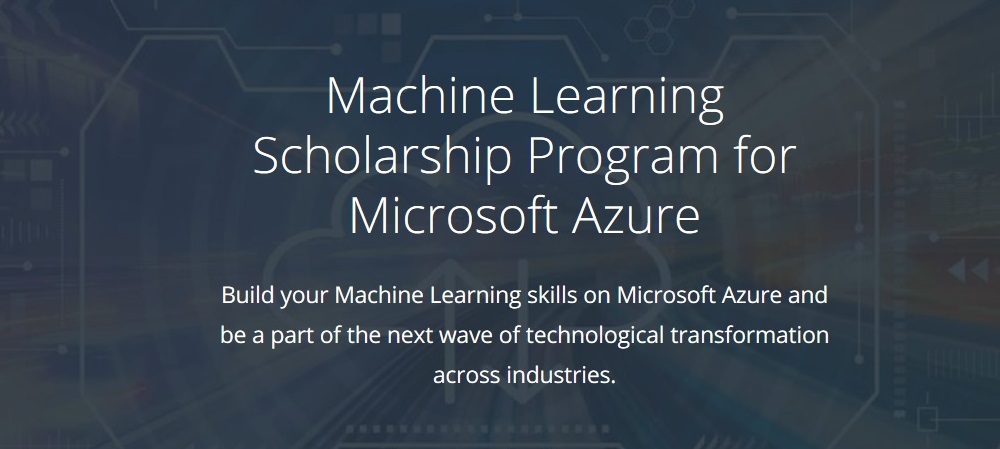 Machine Learning
Scholarship Program for
Microsoft Azure
Build your Machine Learning skills on Microsoft Azure and
be a part of the next wave of technological transformation
across industries.